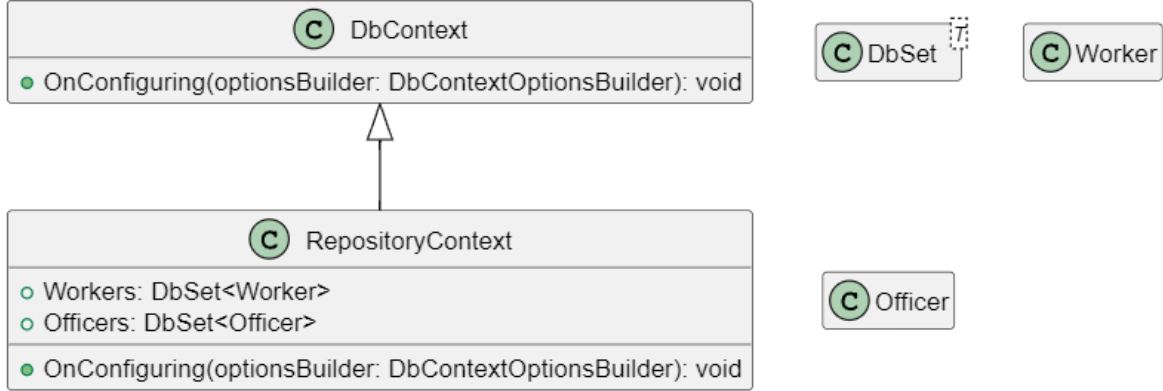 C DbContext
OnConfiguring(optionsBuilder: DbContextOptionsBuilder): void
C DbSet T
C Worker
C RepositoryContext
Workers: DbSet<Worker>
Officers: DbSet<Officer>
OnConfiguring(optionsBuilder: DbContextOptionsBuilder): void
C Officer